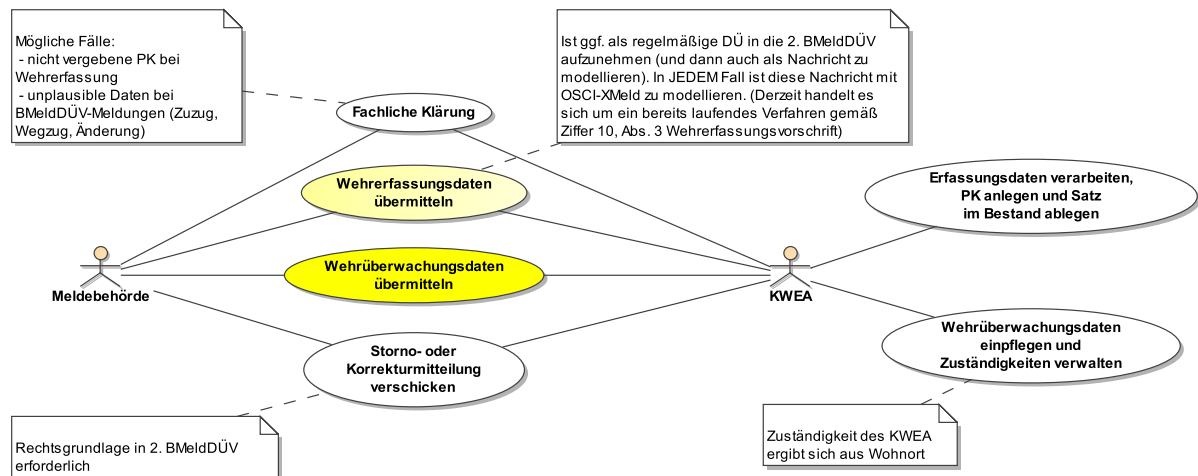 Mögliche Fälle:
- nicht vergebene PK bei
Wehrerfassung
- unplausible Daten bei
BMeldDÜV-Meldungen (Zuzug,
Wegzug, Änderung)
Ist ggf. als regelmäßige DÜ in die 2. BMeldDÜV
aufzunehmen (und dann auch als Nachricht zu
modellieren). In JEDEM Fall ist diese Nachricht mit
OSCI-XMeld zu modellieren. (Derzeit handelt es
sich um ein bereits laufendes Verfahren gemäß
Ziffer 10, Abs. 3 Wehrerfassungsvorschrift)
Fachliche Klärung
Wehrerfassungsdaten
übermitteln
Erfassungsdaten verarbeiten,
PK anlegen und Satz
im Bestand ablegen
Wehrüberwachungsdaten
übermitteln
Meldebehörde
KWEA
Storno- oder
Korrekturmitteilung
verschicken
Wehrüberwachungsdaten
einpflegen und
Zuständigkeiten verwalten
Rechtsgrundlage in 2. BMeldDÜV
erforderlich
Zuständigkeit des KWEA
ergibt sich aus Wohnort